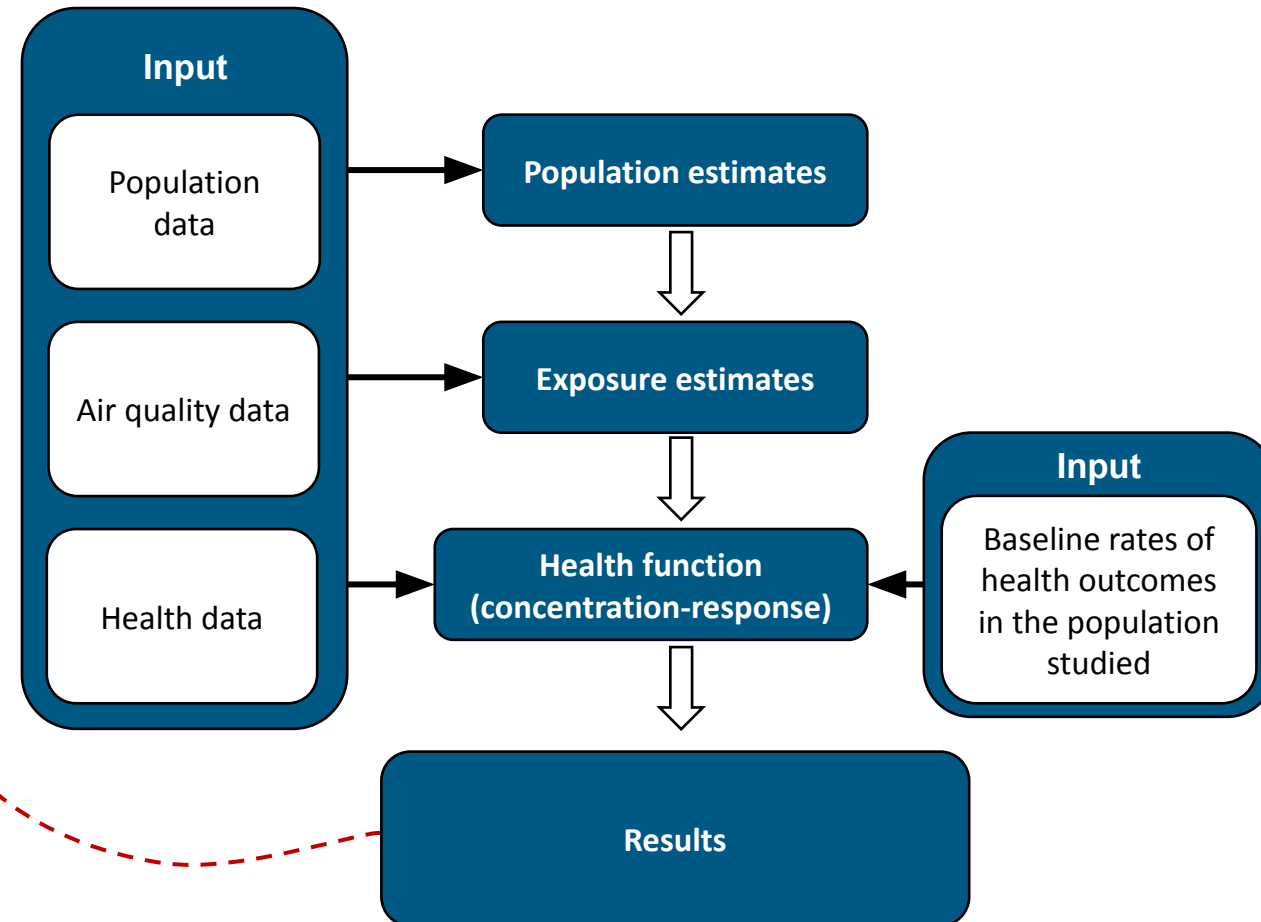 Input
Population
data
Air quality data
Health data
Population estimates
Exposure estimates
Health function
(concentration-response)
Input
Baseline rates of
health outcomes
in the population
studied
Results